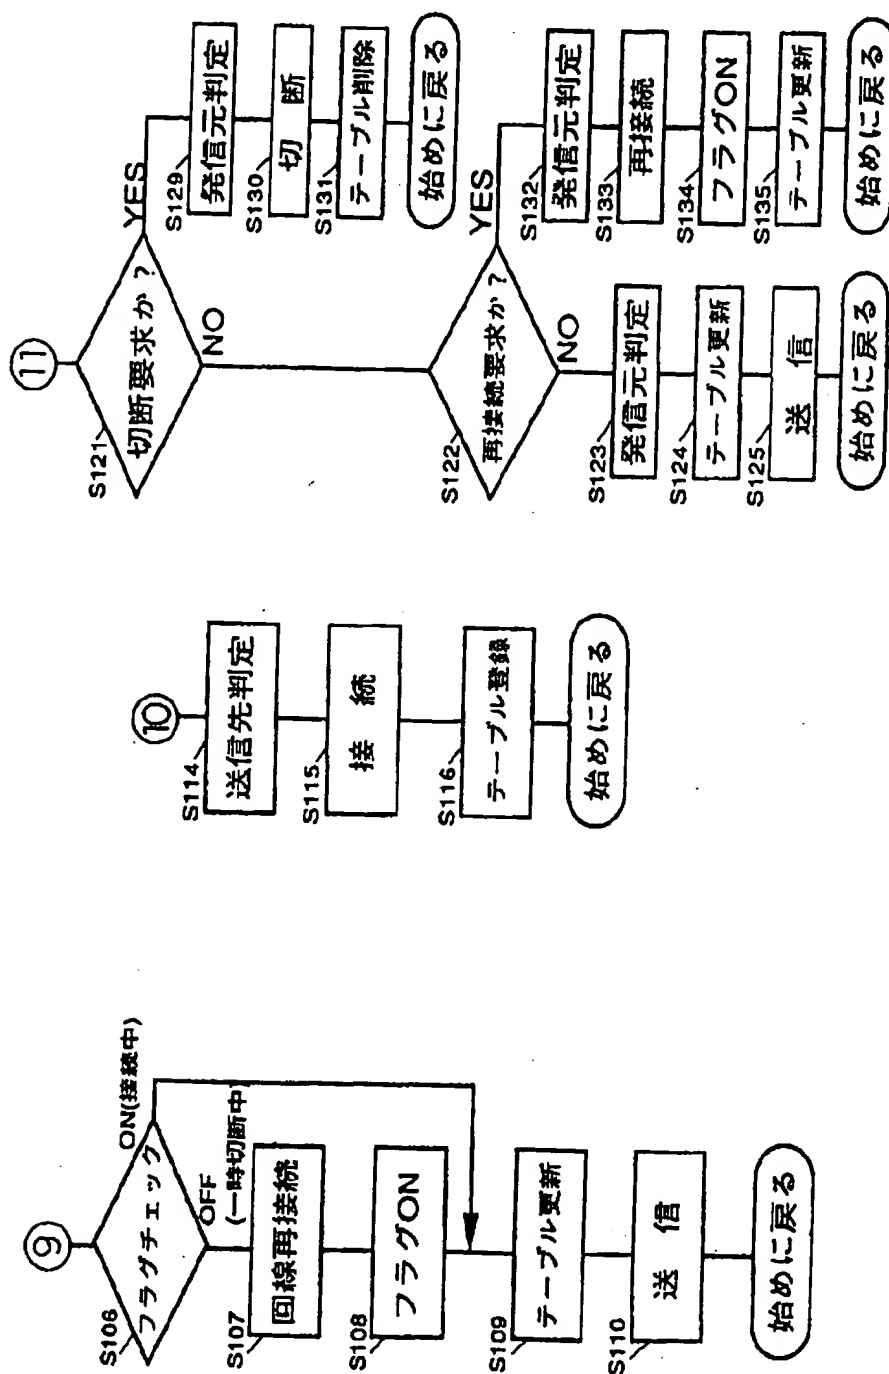 ⑨
S106
フラグチェック
ON(接続中)
OFF
(一時切断中)
S107
回線再接続
S108
フラグON
S109
テーブル更新
S110
送信
始めに戻る
⑩
S114
送信先判定
S115
接続
S116
テーブル登録
始めに戻る
⑪
S121
切断要求か?
YES
NO
S129
発信元判定
S130
切断
S131
テーブル削除
始めに戻る
S122
再接続要求か?
YES
NO
S123
発信元判定
S124
テーブル更新
S125
送信
始めに戻る
S132
発信元判定
S133
再接続
S134
フラグON
S135
テーブル更新
始めに戻る